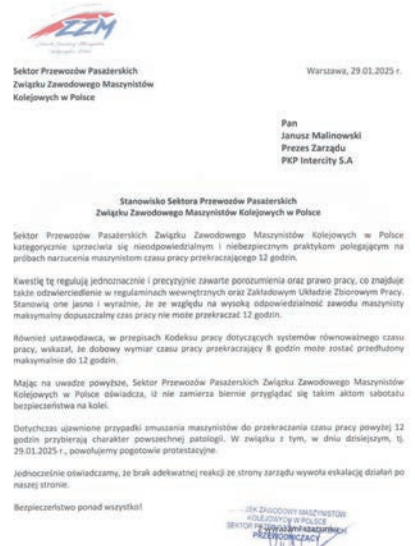 ZZM
Sektor Przewozów Pasażerskich
Związku Zawodowego Maszynistów
Kolejowych w Polsce
Warszawa, 29.01.2025 r.
Pan
Janusz Malinowski
Prezes Zarządu
PKP Intercity S.A
Stanowisko Sektora Przewozów Pasażerskich
Związku Zawodowego Maszynistów Kolejowych w Polsce
Sektor Przewozów Pasażerskich Związku Zawodowego Maszynistów Kolejowych w Polsce
kategorycznie sprzeciwia się nieodpowiedzialnym i niebezpiecznym praktykom polegającym na
próbach narzucenia maszynistom czasu pracy przekraczającego 12 godzin.
Kwestię tę regulują jednoznacznie i precyzyjnie zawarte porozumienia oraz prawo pracy, co znajduje
także odzwierciedlenie w regulaminach wewnętrznych oraz Zakładowym Układzie Zbiorowym Pracy.
Stanowią one jasno i wyraźnie, że ze względu na wysoką odpowiedzialność zawodu maszynisty
maksymalny dopuszczalny czas pracy nie może przekraczać 12 godzin.
Również ustawodawca, w przepisach Kodeksu pracy dotyczących systemów równoważnego czasu
pracy, wskazał, że dobowy wymiar czasu pracy przekraczający 8 godzin może zostać przedłużony
maksymalnie do 12 godzin.
Mając na uwadze powyższe, Sektor Przewozów Pasażerskich Związku Zawodowego Maszynistów
Kolejowych w Polsce oświadcza, iż nie zamierza biernie przyglądać się takim aktom sabotażu
bezpieczeństwa na kolei.
Dotychczas ujawnione przypadki zmuszania maszynistów do przekraczania czasu pracy powyżej 12
godzin przybierają charakter powszechnej patologii. W związku z tym, w dniu dzisiejszym, tj.
29.01.2025 r., powołujemy pogotowie protestacyjne.
Jednocześnie oświadczamy, że brak adekwatnej reakcji ze strony zarządu wywoła eskalację działań po
naszej stronie.
Bezpieczeństwo ponad wszystko!
ZAWODOWY MASZYNISTÓW
KOLEJOWYCH W POLSCE
SEKTOR
PRZEWODNICZĄCY